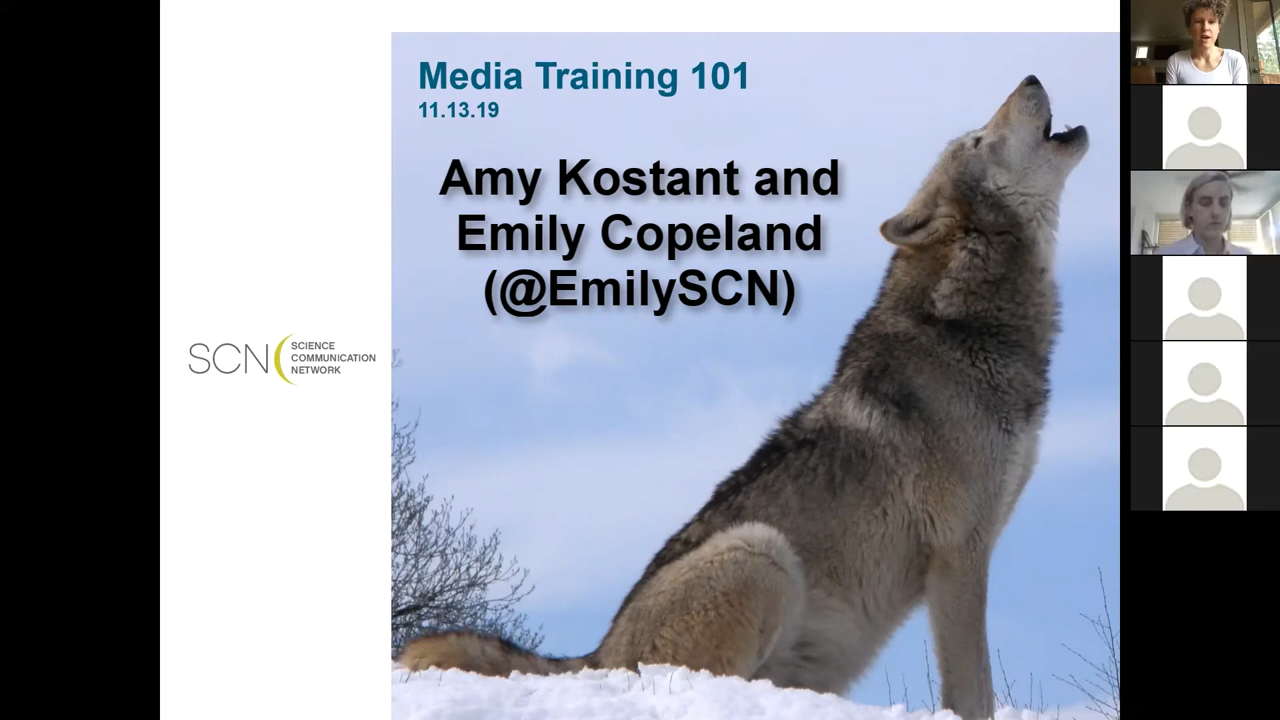 Media Training 101
11.13.19
Amy Kostant and
Emily Copeland
(@EmilySCN)
SCN
SCIENCE
COMMUNICATION
NETWORK